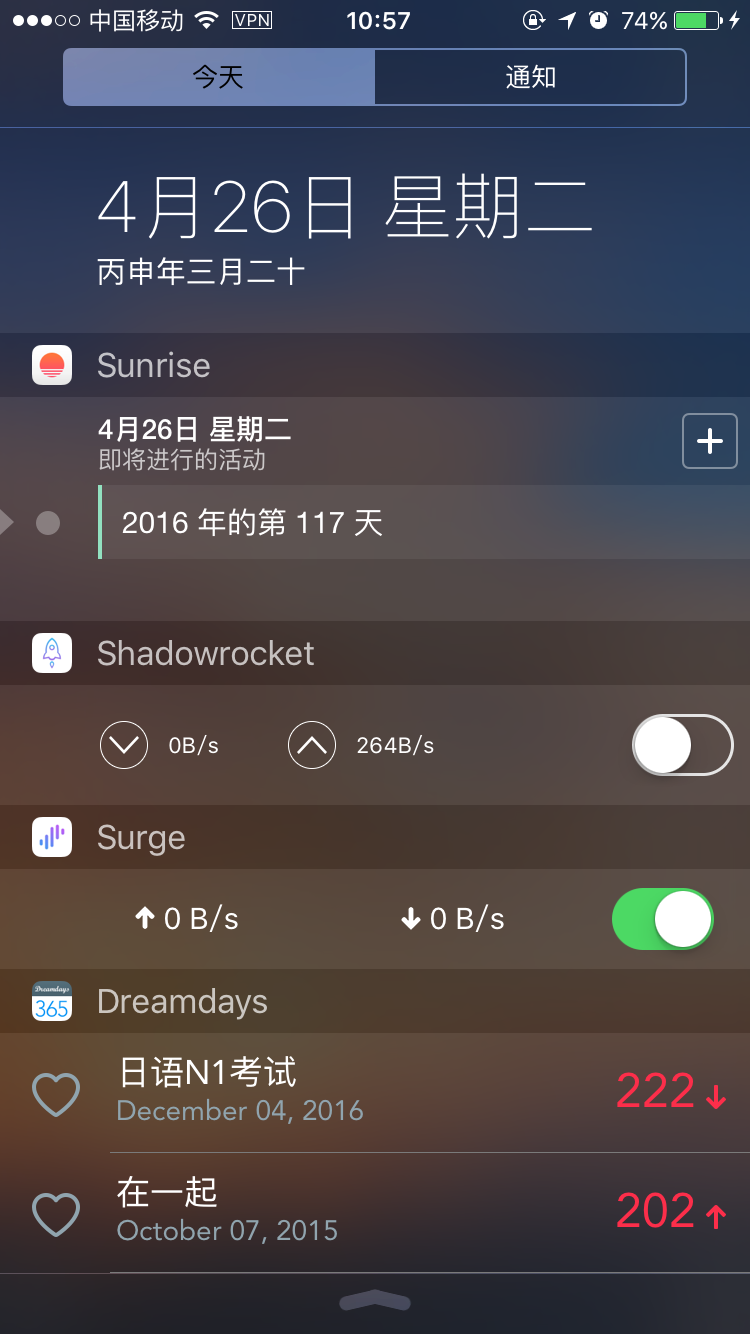 中国移动 VPN 10:57 74%
今天 通知
4月26日 星期二
丙申年三月二十
Sunrise
4月26日 星期二
即将进行的活动
2016 年的第 117 天
Shadowrocket
0B/s 264B/s
Surge
0 B/s 0 B/s
Dreamdays
365
Dreamdays
日语N1考试
December 04, 2016
222
在一起
October 07, 2015
202